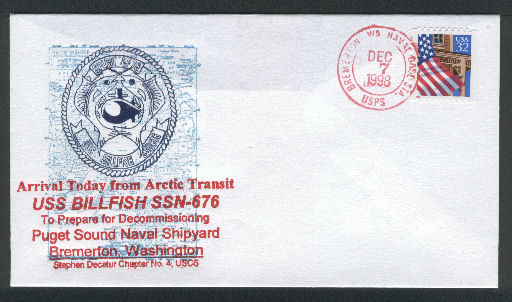 BREMERTON, WA NAVAL BASE STA.
DEC
7
1998
USPS
USA
32
Arrival Today from Arctic Transit
USS BILLFISH SSN-676
To Prepare for Decommissioning
Puget Sound Naval Shipyard
Bremerton, Washington
Stephen Decatur Chapter No. 4, USCS